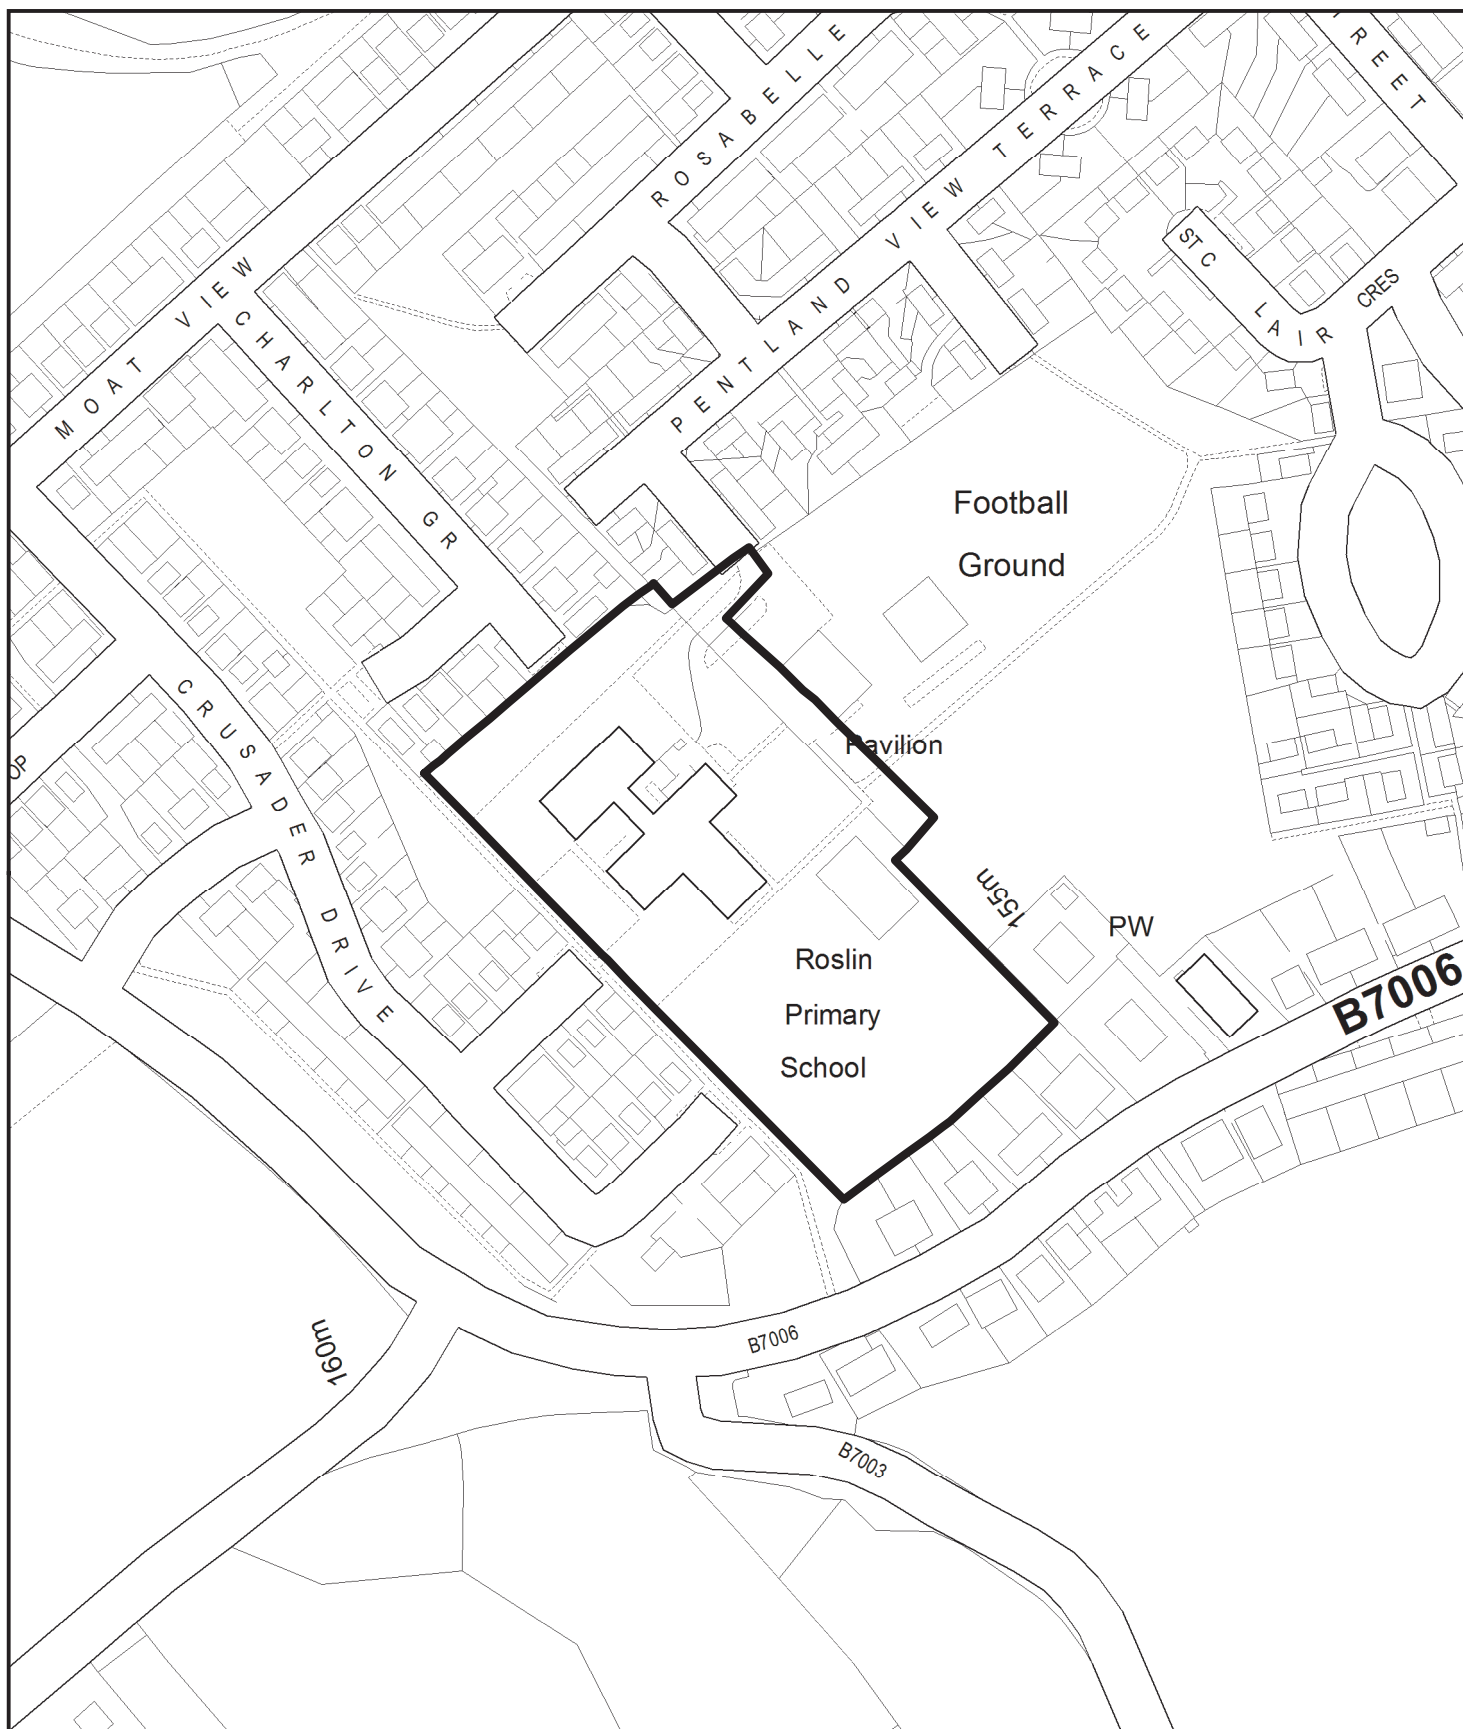 ROSABELLE
PENTLAND VIEW TERRACE
REET
MOAT VIEW
CHARLTON GR
ST C
LAIR
CRES
Football
Ground
CRUSADER DRIVE
OP
Pavilion
155m
PW
Roslin
Primary
School
B7006
160m
B7006
B7003